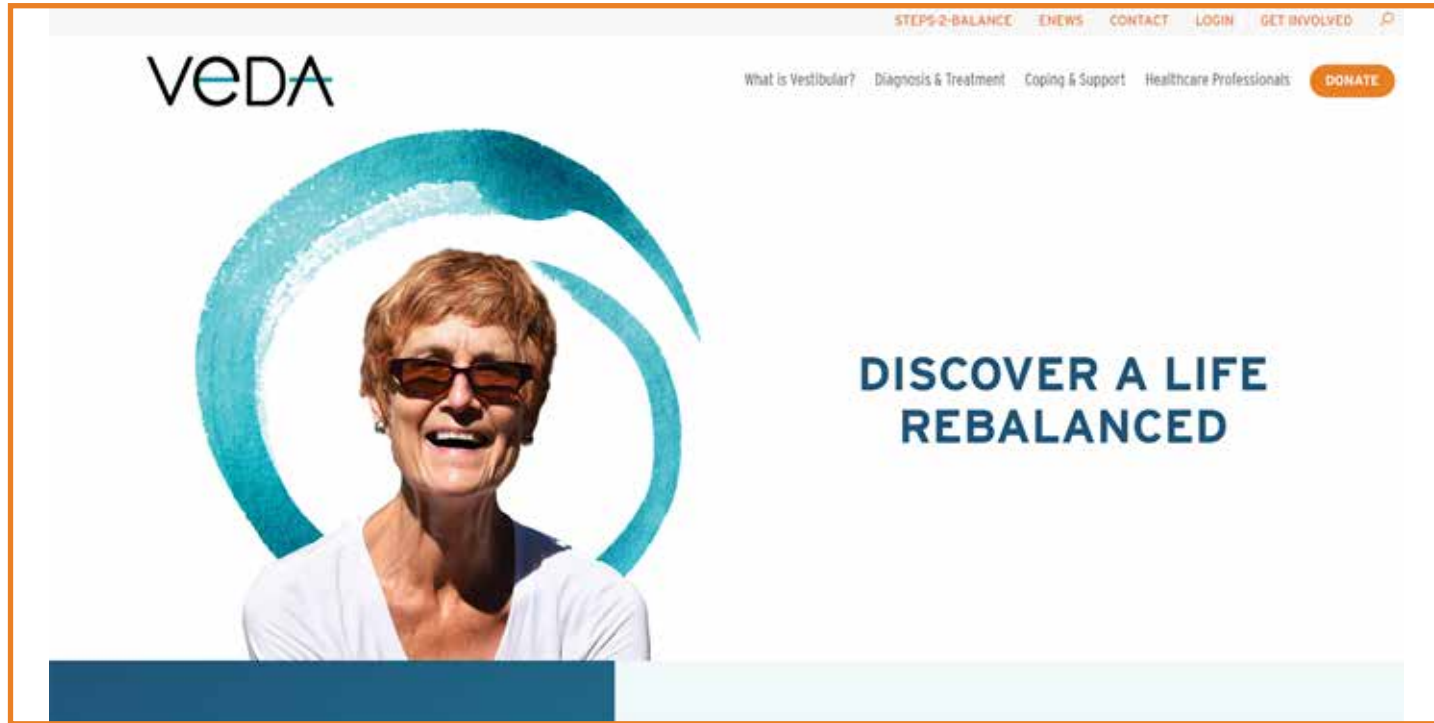 STEPS-2-BALANCE ENEWS CONTACT LOGIN GET INVOLVED
VeDA
What is Vestibular? Diagnosis & Treatment Coping & Support Healthcare Professionals DONATE
DISCOVER A LIFE
REBALANCED